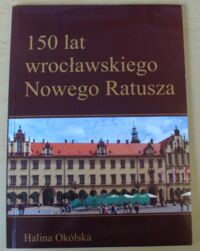 150 lat
wrocławskiego
Nowego Ratusza
Halina Okólska